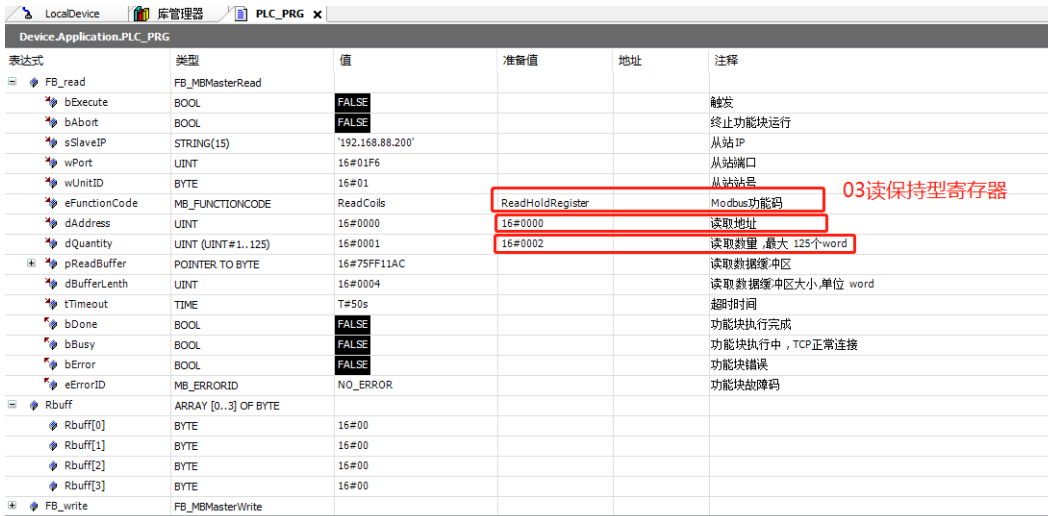 LocalDevice 库管理器 PLC_PRG
Device.Application.PLC_PRG
表达式 类型 值 准备值 地址 注释
FB_read FB_MBMasterRead
bExecute BOOL FALSE 触发
bAbort BOOL FALSE 终止功能块运行
sSlaveIP STRING(15) '192.168.88.200' 从站IP
wPort UINT 16#01F6 从站端口
wUnitID BYTE 16#01 从站站号
03读保持型寄存器
eFunctionCode MB_FUNCTIONCODE ReadCoils ReadHoldRegister Modbus功能码
dAddress UINT 16#0000 16#0000 读取地址
dQuantity UINT (UINT#1..125) 16#0001 16#0002 读取数量 ,最大 125个word
pReadBuffer POINTER TO BYTE 16#75FF11AC 读取数据缓冲区
dBufferLenth UINT 16#0004 读取数据缓冲区大小,单位 word
tTimeout TIME T#50s 超时时间
bDone BOOL FALSE 功能块执行完成
bBusy BOOL FALSE 功能块执行中 , TCP正常连接
bError BOOL FALSE 功能块错误
eErrorID MB_ERRORID NO_ERROR 功能块故障码
Rbuff ARRAY [0..3] OF BYTE
Rbuff[0] BYTE 16#00
Rbuff[1] BYTE 16#00
Rbuff[2] BYTE 16#00
Rbuff[3] BYTE 16#00
FB_write FB_MBMasterWrite